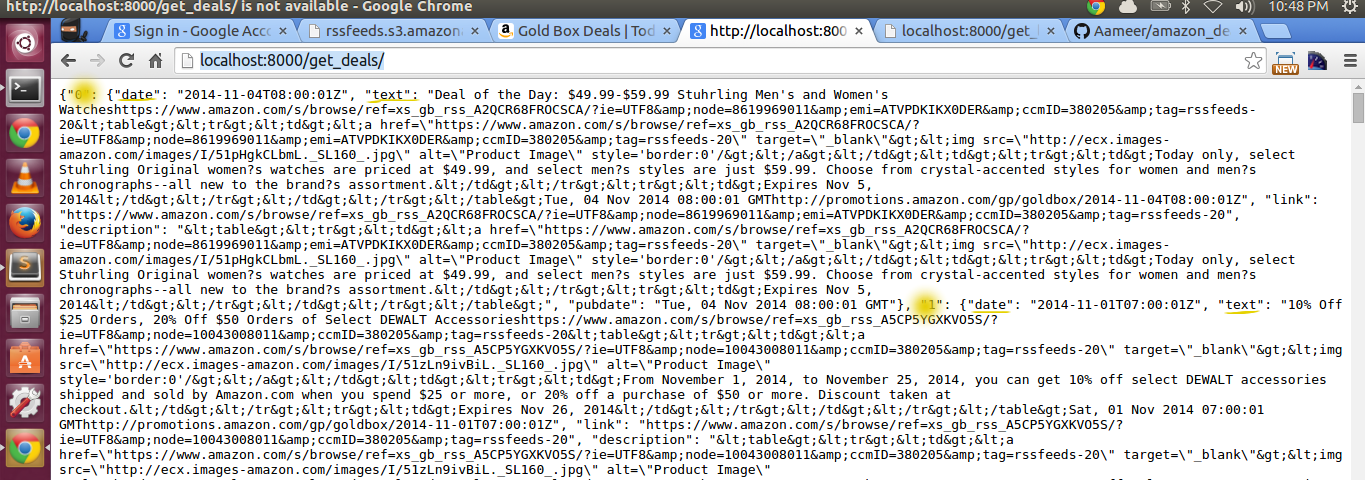 http://localhost:8000/get_deals/ is not available - Google Chrome
10:48 PM
Sign in - Google Acco
rssfeeds.s3.amazona
Gold Box Deals | Tod
http://localhost:800
localhost:8000/get_
Aameer/amazon_de
localhost:8000/get_deals/
NEW
{"0": {"date": "2014-11-04T08:00:01Z", "text": "Deal of the Day: $49.99-$59.99 Stuhrling Men's and Women's
Watcheshttps://www.amazon.com/s/browse/ref=xs_gb_rss_A2QCR68FROCSCA/?ie=UTF8&amp;node=8619969011&amp;emi=ATVPDKIKX0DER&amp;ccmID=380205&amp;tag=rssfeeds-
20&lt;table&gt;&lt;tr&gt;&lt;td&gt;&lt;a href=\"https://www.amazon.com/s/browse/ref=xs_gb_rss_A2QCR68FROCSCA/?
ie=UTF8&amp;node=8619969011&amp;emi=ATVPDKIKX0DER&amp;ccmID=380205&amp;tag=rssfeeds-20\" target=\"_blank\"&gt;&lt;img src=\"http://ecx.images-
amazon.com/images/I/51pHgkCLbmL._SL160_.jpg\" alt=\"Product Image\" style='border:0'/&gt;&lt;/a&gt;&lt;/td&gt;&lt;td&gt;&lt;tr&gt;&lt;td&gt;Today only, select
Stuhrling Original women?s watches are priced at $49.99, and select men?s styles are just $59.99. Choose from crystal-accented styles for women and men?s
chronographs--all new to the brand?s assortment.&lt;/td&gt;&lt;/tr&gt;&lt;tr&gt;&lt;td&gt;Expires Nov 5,
2014&lt;/td&gt;&lt;/tr&gt;&lt;/td&gt;&lt;/tr&gt;&lt;/table&gt;Tue, 04 Nov 2014 08:00:01 GMThttp://promotions.amazon.com/gp/goldbox/2014-11-04T08:00:01Z", "link":
"https://www.amazon.com/s/browse/ref=xs_gb_rss_A2QCR68FROCSCA/?ie=UTF8&amp;node=8619969011&amp;emi=ATVPDKIKX0DER&amp;ccmID=380205&amp;tag=rssfeeds-20",
"description": "&lt;table&gt;&lt;tr&gt;&lt;td&gt;&lt;a href=\"https://www.amazon.com/s/browse/ref=xs_gb_rss_A2QCR68FROCSCA/?
ie=UTF8&amp;node=8619969011&amp;emi=ATVPDKIKX0DER&amp;ccmID=380205&amp;tag=rssfeeds-20\" target=\"_blank\"&gt;&lt;img src=\"http://ecx.images-
amazon.com/images/I/51pHgkCLbmL._SL160_.jpg\" alt=\"Product Image\" style='border:0'/&gt;&lt;/a&gt;&lt;/td&gt;&lt;td&gt;&lt;tr&gt;&lt;td&gt;Today only, select
Stuhrling Original women?s watches are priced at $49.99, and select men?s styles are just $59.99. Choose from crystal-accented styles for women and men?s
chronographs--all new to the brand?s assortment.&lt;/td&gt;&lt;/tr&gt;&lt;tr&gt;&lt;td&gt;Expires Nov 5,
2014&lt;/td&gt;&lt;/tr&gt;&lt;/td&gt;&lt;/tr&gt;&lt;/table&gt;", "pubdate": "Tue, 04 Nov 2014 08:00:01 GMT"}, "1": {"date": "2014-11-01T07:00:01Z", "text": "10% Off
$25 Orders, 20% Off $50 Orders of Select DEWALT Accessorieshttps://www.amazon.com/s/browse/ref=xs_gb_rss_A5CP5YGXKVO5S/?
ie=UTF8&amp;node=10043008011&amp;emi=ATVPDKIKX0DER&amp;ccmID=380205&amp;tag=rssfeeds-20&lt;table&gt;&lt;tr&gt;&lt;td&gt;&lt;a
href=\"https://www.amazon.com/s/browse/ref=xs_gb_rss_A5CP5YGXKVO5S/?ie=UTF8&amp;node=10043008011&amp;ccmID=380205&amp;tag=rssfeeds-20\" target=\"_blank\"&gt;&lt;img
src=\"http://ecx.images-amazon.com/images/I/51zLn9ivBiL._SL160_.jpg\" alt=\"Product Image\"
style='border:0'/&gt;&lt;/a&gt;&lt;/td&gt;&lt;td&gt;&lt;tr&gt;&lt;td&gt;From November 1, 2014, to November 25, 2014, you can get 10% off select DEWALT accessories
shipped and sold by Amazon.com when you spend $25 or more, or 20% off a purchase of $50 or more. Discount taken at
checkout.&lt;/td&gt;&lt;/tr&gt;&lt;tr&gt;&lt;td&gt;Expires Nov 26, 2014&lt;/td&gt;&lt;/tr&gt;&lt;/td&gt;&lt;/tr&gt;&lt;/table&gt;Sat, 01 Nov 2014 07:00:01
GMThttp://promotions.amazon.com/gp/goldbox/2014-11-01T07:00:01Z", "link": "https://www.amazon.com/s/browse/ref=xs_gb_rss_A5CP5YGXKVO5S/?
ie=UTF8&amp;node=10043008011&amp;ccmID=380205&amp;tag=rssfeeds-20", "description": "&lt;table&gt;&lt;tr&gt;&lt;td&gt;&lt;a
href=\"https://www.amazon.com/s/browse/ref=xs_gb_rss_A5CP5YGXKVO5S/?ie=UTF8&amp;node=10043008011&amp;ccmID=380205&amp;tag=rssfeeds-20\" target=\"_blank\"&gt;&lt;img
src=\"http://ecx.images-amazon.com/images/I/51zLn9ivBiL._SL160_.jpg\" alt=\"Product Image\"